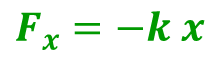 Fₓ = −k x